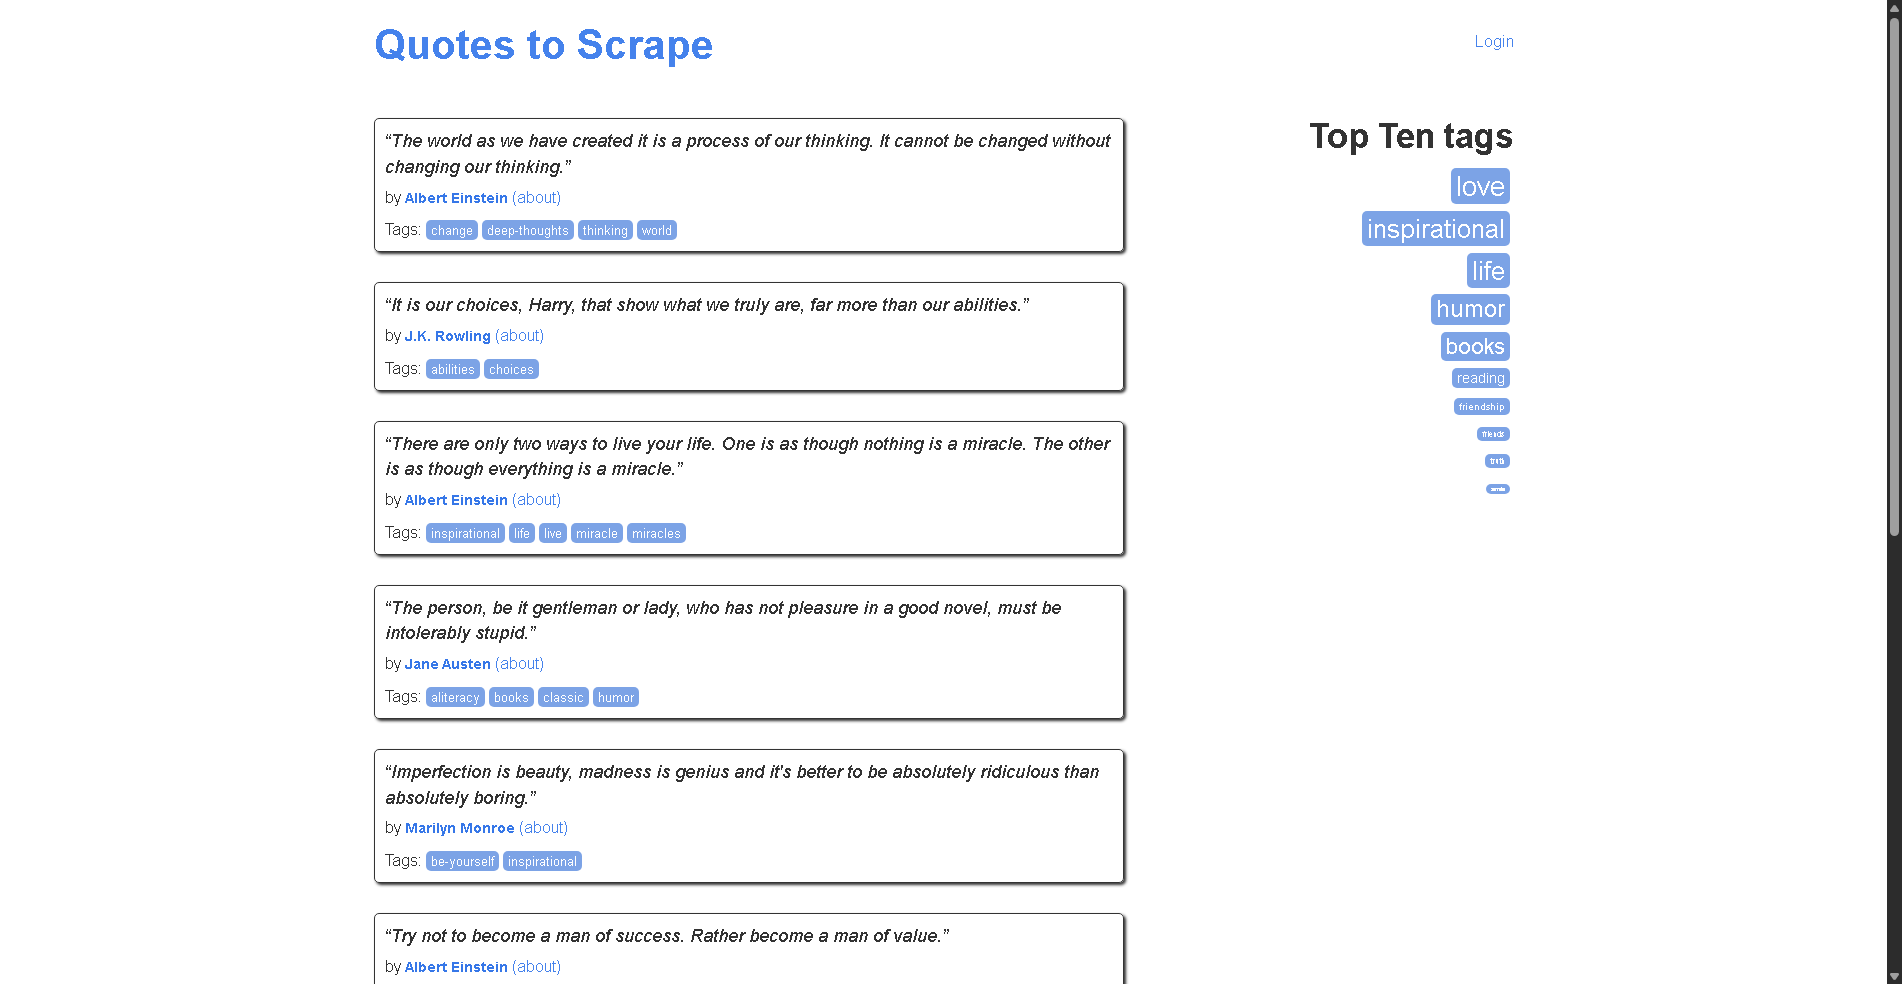 Quotes to Scrape
Login
“The world as we have created it is a process of our thinking. It cannot be changed without
changing our thinking.”
by Albert Einstein (about)
Tags: change deep-thoughts thinking world
“It is our choices, Harry, that show what we truly are, far more than our abilities.”
by J.K. Rowling (about)
Tags: abilities choices
“There are only two ways to live your life. One is as though nothing is a miracle. The other
is as though everything is a miracle.”
by Albert Einstein (about)
Tags: inspirational life live miracle miracles
“The person, be it gentleman or lady, who has not pleasure in a good novel, must be
intolerably stupid.”
by Jane Austen (about)
Tags: aliteracy books classic humor
“Imperfection is beauty, madness is genius and it's better to be absolutely ridiculous than
absolutely boring.”
by Marilyn Monroe (about)
Tags: be-yourself inspirational
“Try not to become a man of success. Rather become a man of value.”
by Albert Einstein (about)
Top Ten tags
love
inspirational
life
humor
books
reading
friendship
friends
truth